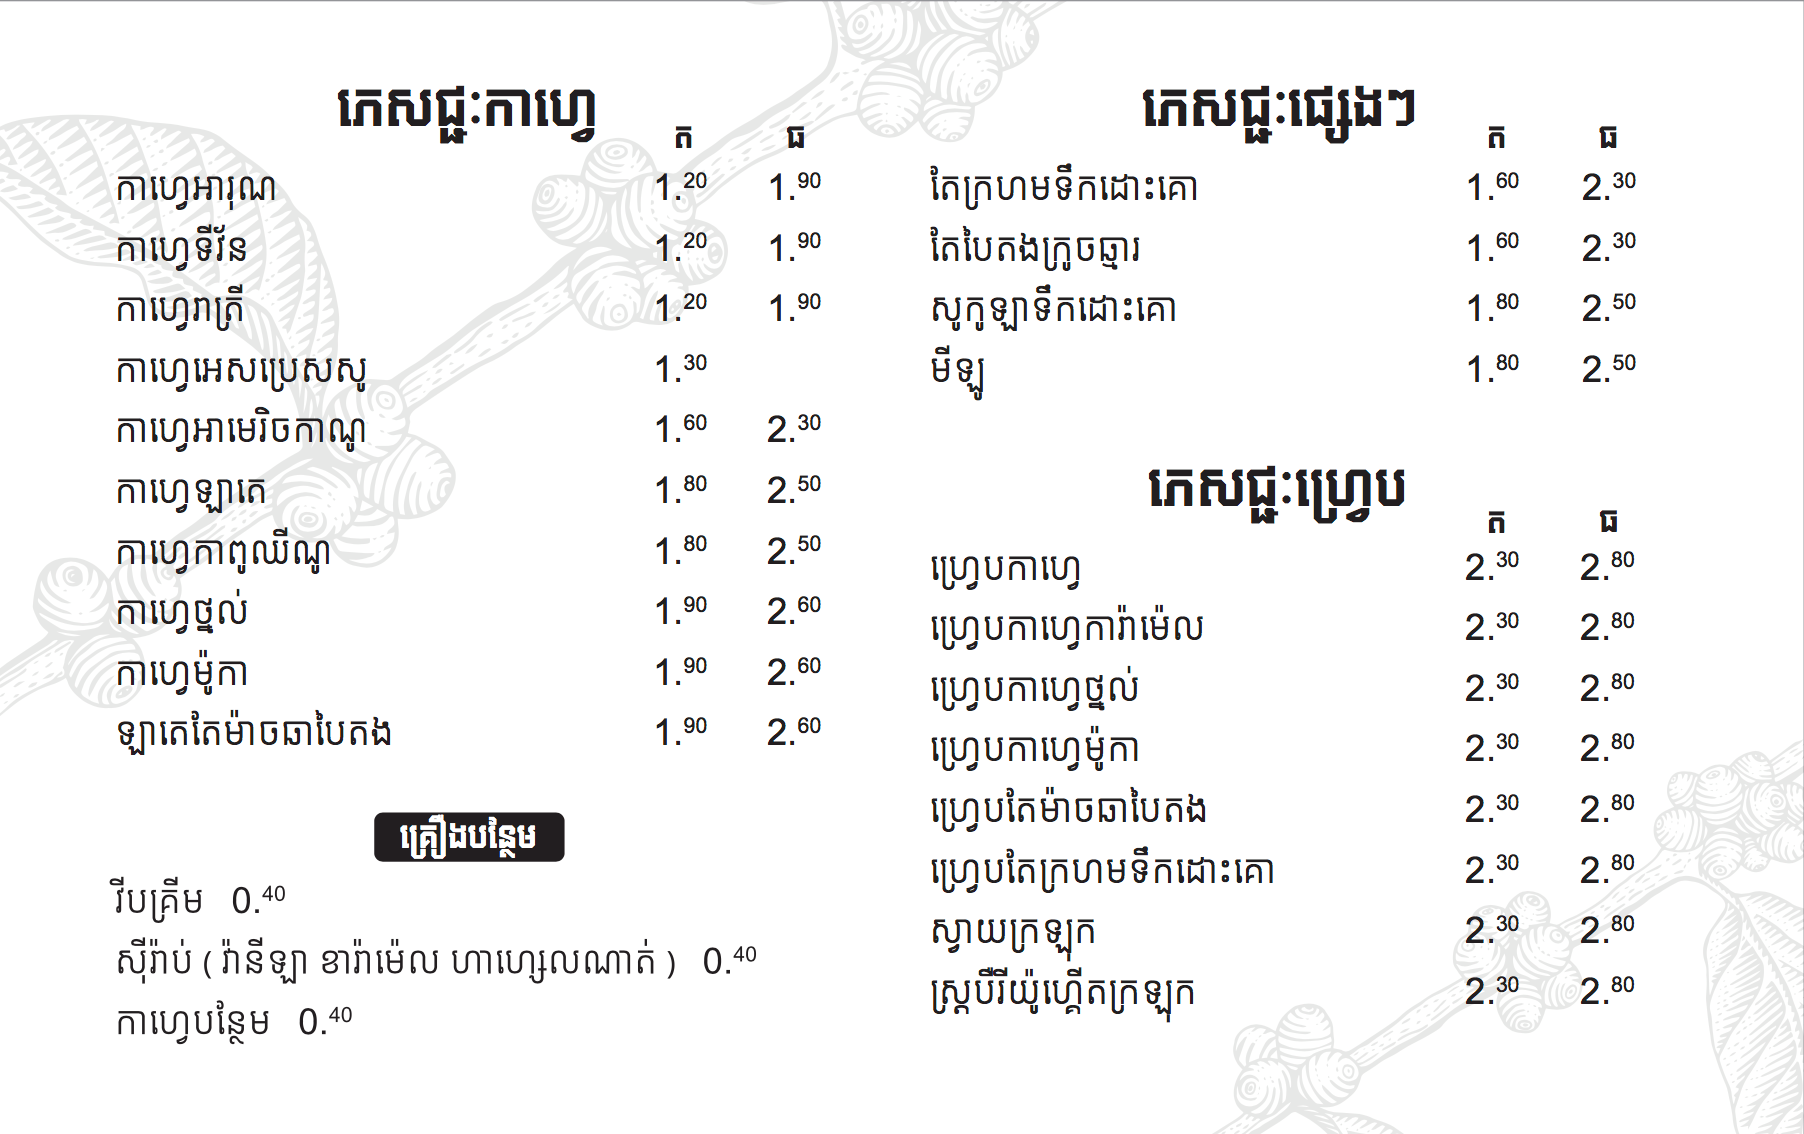 ភេសជ្ជៈកាហ្វេ
ត ធ
កាហ្វេអារុណ 1.20 1.90
កាហ្វេទីវ័ន 1.20 1.90
កាហ្វេរាត្រី 1.20 1.90
កាហ្វេអេសប្រេសសូ 1.30
កាហ្វេអាមេរិចកាណូ 1.60 2.30
កាហ្វេឡាតេ 1.80 2.50
កាហ្វេកាពូឈីណូ 1.80 2.50
កាហ្វេថ្នល់ 1.90 2.60
កាហ្វេម៉ូកា 1.90 2.60
ឡាតេតែម៉ាចឆាបៃតង 1.90 2.60
គ្រឿងបន្ថែម
វីបគ្រីម 0.40
ស៊ីរ៉ាប់ ( វ៉ានីឡា ខារ៉ាម៉េល ហាហ្សេលណាត់ ) 0.40
កាហ្វេបន្ថែម 0.40
ភេសជ្ជៈផ្សេងៗ
ត ធ
តែក្រហមទឹកដោះគោ 1.60 2.30
តែបៃតងក្រូចឆ្មារ 1.60 2.30
សូកូឡាទឹកដោះគោ 1.80 2.50
មីឡូ 1.80 2.50
ភេសជ្ជៈហ្វ្រេប
ត ធ
ហ្វ្រេបកាហ្វេ 2.30 2.80
ហ្វ្រេបកាហ្វេការ៉ាម៉េល 2.30 2.80
ហ្វ្រេបកាហ្វេថ្នល់ 2.30 2.80
ហ្វ្រេបកាហ្វេម៉ូកា 2.30 2.80
ហ្វ្រេបតែម៉ាចឆាបៃតង 2.30 2.80
ហ្វ្រេបតែក្រហមទឹកដោះគោ 2.30 2.80
ស្វាយក្រឡុក 2.30 2.80
ស្ត្របឺរីយ៉ូហ្គើតក្រឡុក 2.30 2.80